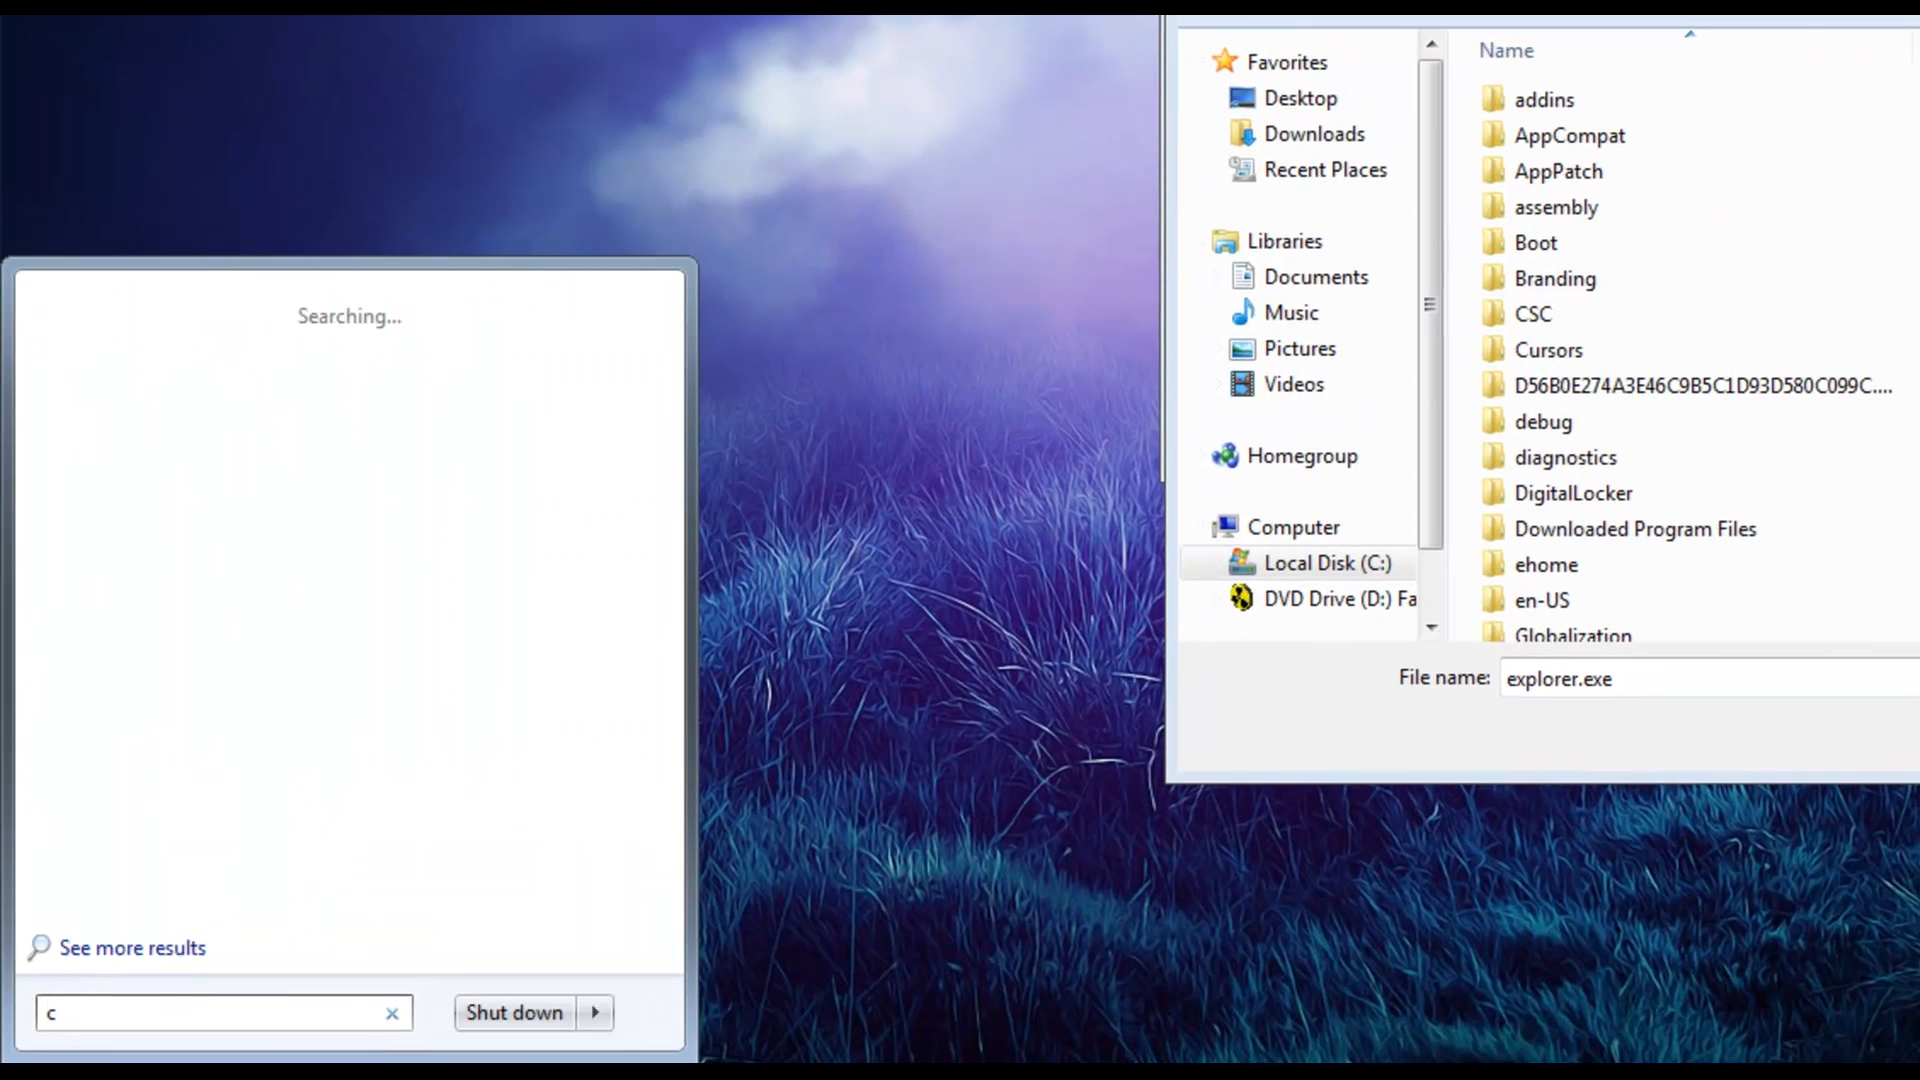 Searching...
See more results
c
Shut down
Favorites
Desktop
Downloads
Recent Places
Libraries
Documents
Music
Pictures
Videos
Homegroup
Computer
Local Disk (C:)
DVD Drive (D:) Fa
Name
addins
AppCompat
AppPatch
assembly
Boot
Branding
CSC
Cursors
D56B0E274A3E46C9B5C1D93D580C099C....
debug
diagnostics
DigitalLocker
Downloaded Program Files
ehome
en-US
Globalization
File name: explorer.exe